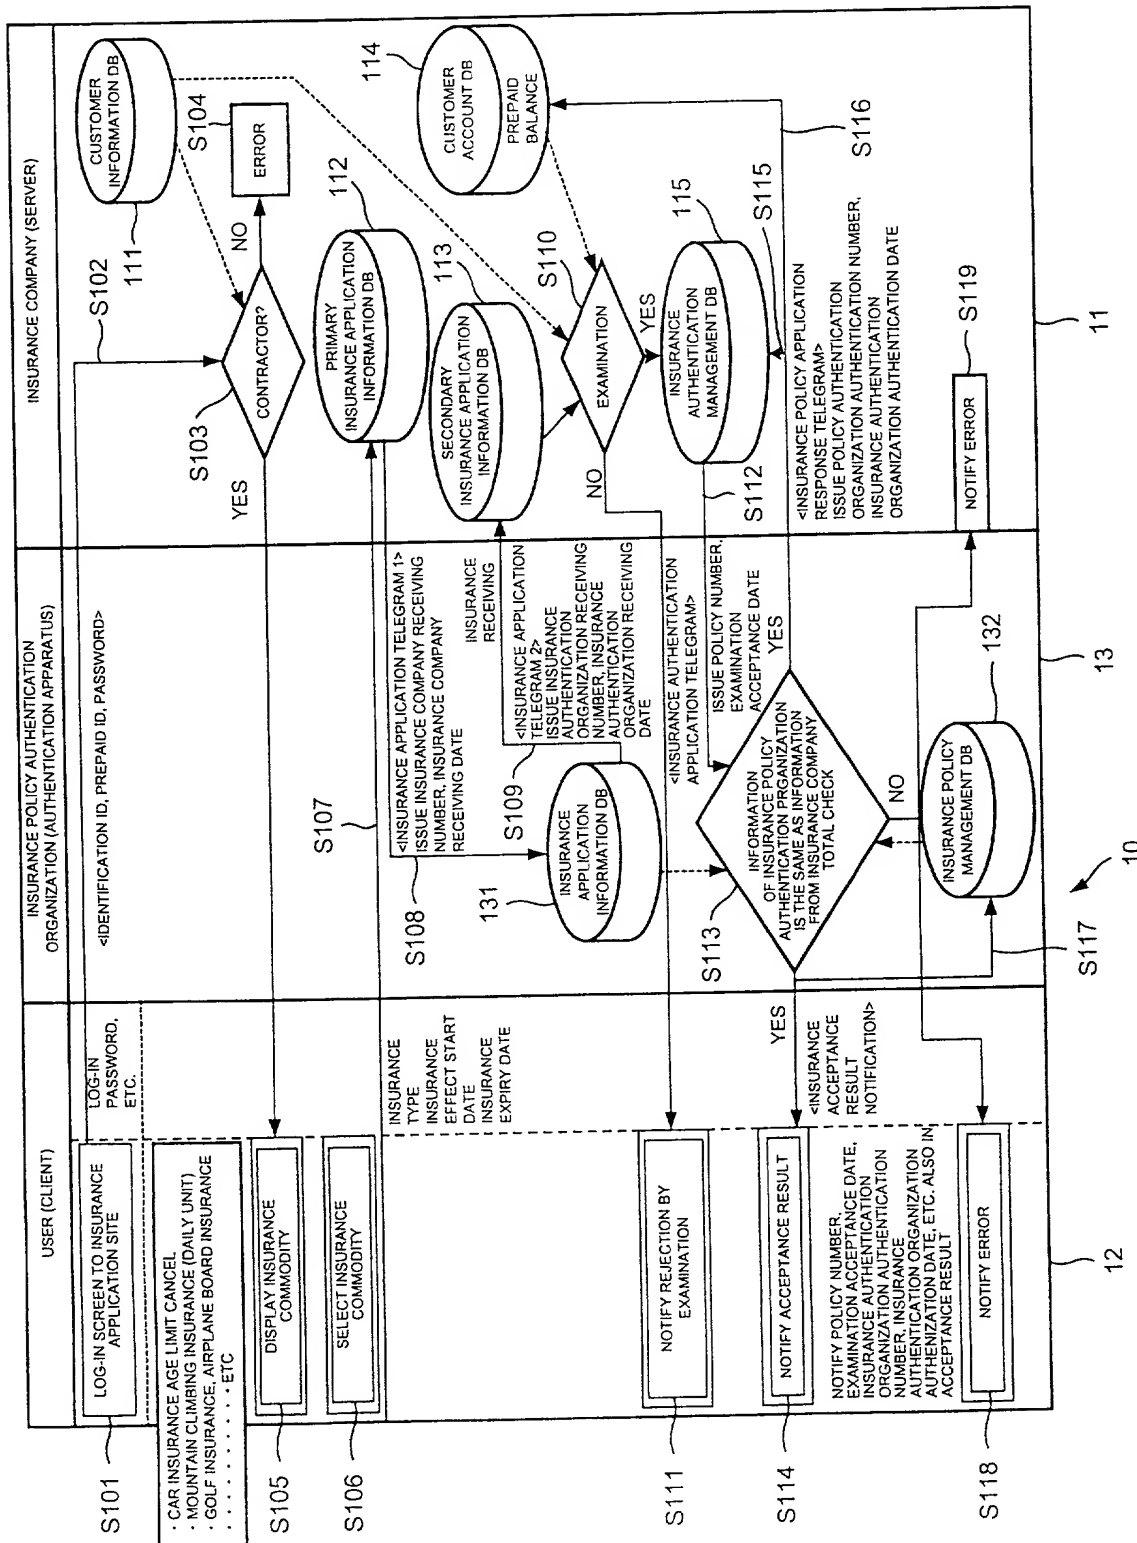 USER (CLIENT)
INSURANCE POLICY AUTHENTICATION
ORGANIZATION (AUTHENTICATION APPARATUS)
INSURANCE COMPANY (SERVER)
LOG-IN SCREEN TO INSURANCE
APPLICATION SITE
S101
LOG-IN
PASSWORD,
ETC.
<IDENTIFICATION ID, PREPAID ID, PASSWORD>
S102
CUSTOMER
INFORMATION DB
111
S103
CONTRACTOR?
NO
S104
ERROR
YES
· CAR INSURANCE AGE LIMIT CANCEL
· MOUNTAIN CLIMBING INSURANCE (DAILY UNIT)
· GOLF INSURANCE, AIRPLANE BOARD INSURANCE
· · · · · · · · · · ETC
DISPLAY INSURANCE
COMMODITY
S105
SELECT INSURANCE
COMMODITY
S106
INSURANCE
TYPE INSURANCE
EFFECT START
DATE INSURANCE
EXPIRY DATE
S107
PRIMARY
INSURANCE APPLICATION
INFORMATION DB
112
<INSURANCE APPLICATION TELEGRAM 1>
ISSUE INSURANCE COMPANY RECEIVING
NUMBER, INSURANCE COMPANY
RECEIVING DATE
S108
INSURANCE
RECEIVING
SECONDARY
INSURANCE APPLICATION
INFORMATION DB
113
CUSTOMER
ACCOUNT DB
PREPAID
BALANCE
114
S109
<INSURANCE APPLICATION
TELEGRAM 2>
ISSUE INSURANCE
AUTHENTICATION
ORGANIZATION RECEIVING
NUMBER, INSURANCE
AUTHENTICATION
ORGANIZATION RECEIVING
DATE
131
INSURANCE
APPLICATION
INFORMATION DB
S110
EXAMINATION
YES
NO
NOTIFY REJECTION BY
EXAMINATION
S111
<INSURANCE AUTHENTICATION
APPLICATION TELEGRAM>
INSURANCE
AUTHENTICATION
MANAGEMENT DB
115
S112
ISSUE POLICY NUMBER,
EXAMINATION
ACCEPTANCE DATE
S113
INFORMATION
OF INSURANCE POLICY
AUTHENTICATION PRGANIZATION
IS THE SAME AS INFORMATION
FROM INSURANCE COMPANY
TOTAL CHECK
YES
YES
NO
S115
S116
<INSURANCE POLICY APPLICATION
RESPONSE TELEGRAM>
ISSUE POLICY AUTHENTICATION
ORGANIZATION AUTHENTICATION NUMBER,
INSURANCE AUTHENTICATION
ORGANIZATION AUTHENTICATION DATE
NOTIFY ACCEPTANCE RESULT
S114
<INSURANCE
ACCEPTANCE
RESULT
NOTIFICATION>
NOTIFY POLICY NUMBER,
EXAMINATION ACCEPTANCE DATE,
INSURANCE AUTHENTICATION
ORGANIZATION AUTHENTICATION
NUMBER, INSURANCE
AUTHENTICATION ORGANIZATION
AUTHENIZATION DATE, ETC. ALSO IN
ACCEPTANCE RESULT
INSURANCE POLICY
MANAGEMENT DB
132
S117
NOTIFY ERROR
S118
NOTIFY ERROR
S119
12
13
11
10